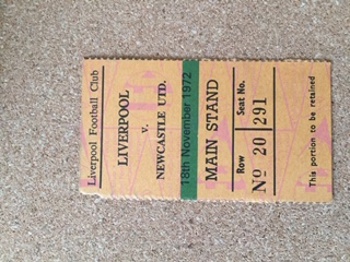 Liverpool Football Club
LIVERPOOL
v.
NEWCASTLE UTD.
18th November 1972
MAIN STAND
Row Seat No.
Nº 20 291
This portion to be retained